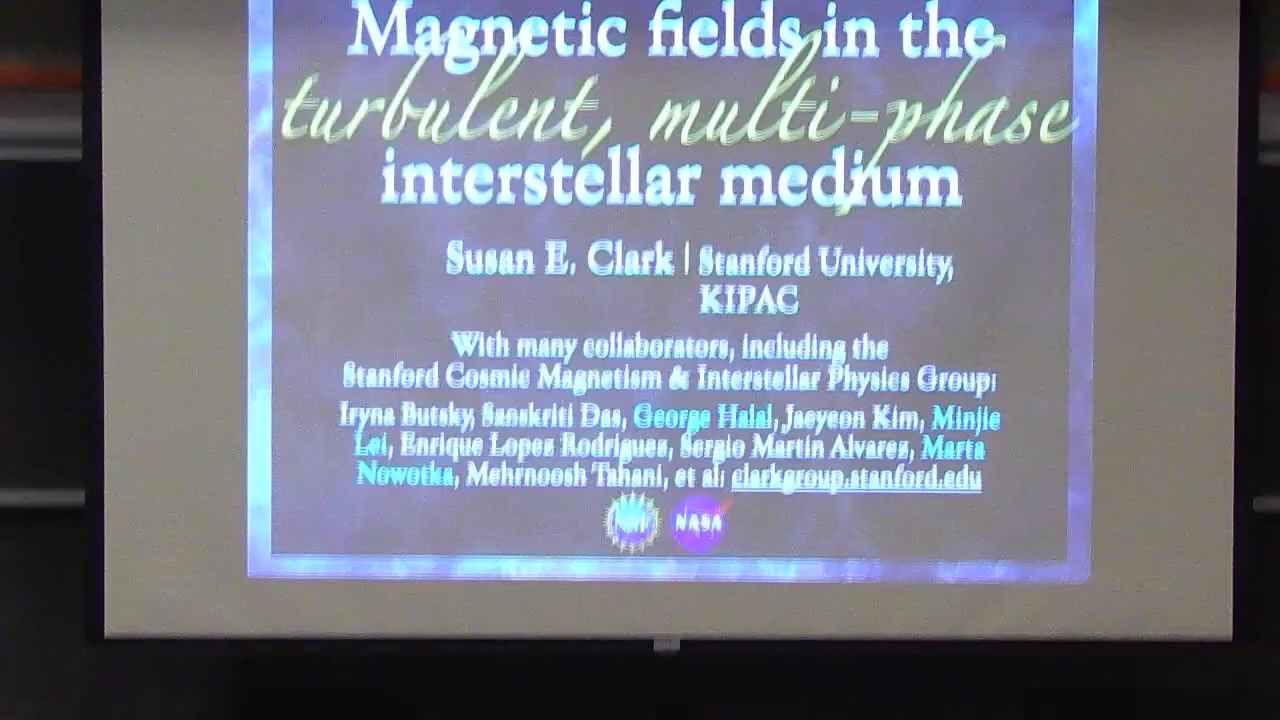 Magnetic fields in the
turbulent, multi-phase
interstellar medium
Susan E. Clark | Stanford University,
KIPAC
With many collaborators, including the
Stanford Cosmic Magnetism & Interstellar Physics Group:
Iryna Butsky, Sanskriti Das, George Halal, Jaeyeon Kim, Minjie
Lei, Enrique Lopez Rodriguez, Sergio Martin Alvarez, Marta
Nowotka, Mehrnoosh Tahani, et al: clarkgroup.stanford.edu
NSF NASA